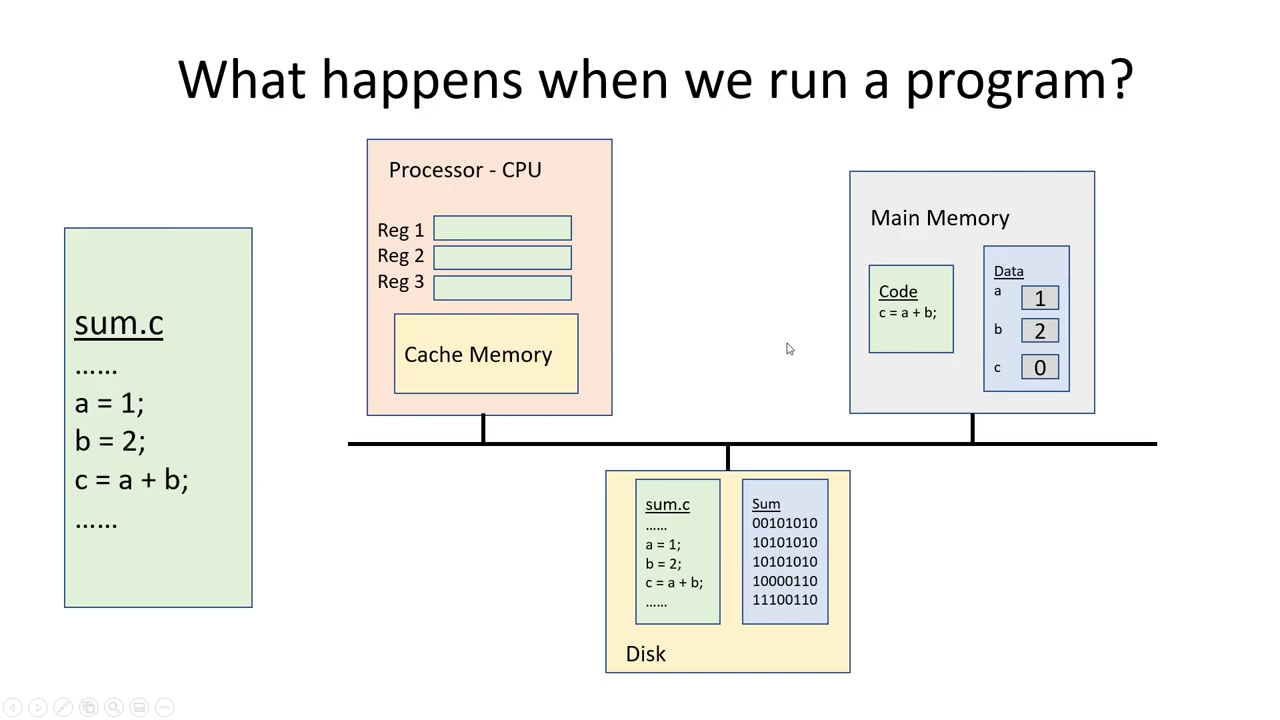 What happens when we run a program?
sum.c
......
a = 1;
b = 2;
c = a + b;
......
Processor - CPU
Reg 1
Reg 2
Reg 3
Cache Memory
Main Memory
Code
c = a + b;
Data
a 1
b 2
c 0
sum.c
......
a = 1;
b = 2;
c = a + b;
......
Sum
00101010
10101010
10101010
10000110
11100110
Disk